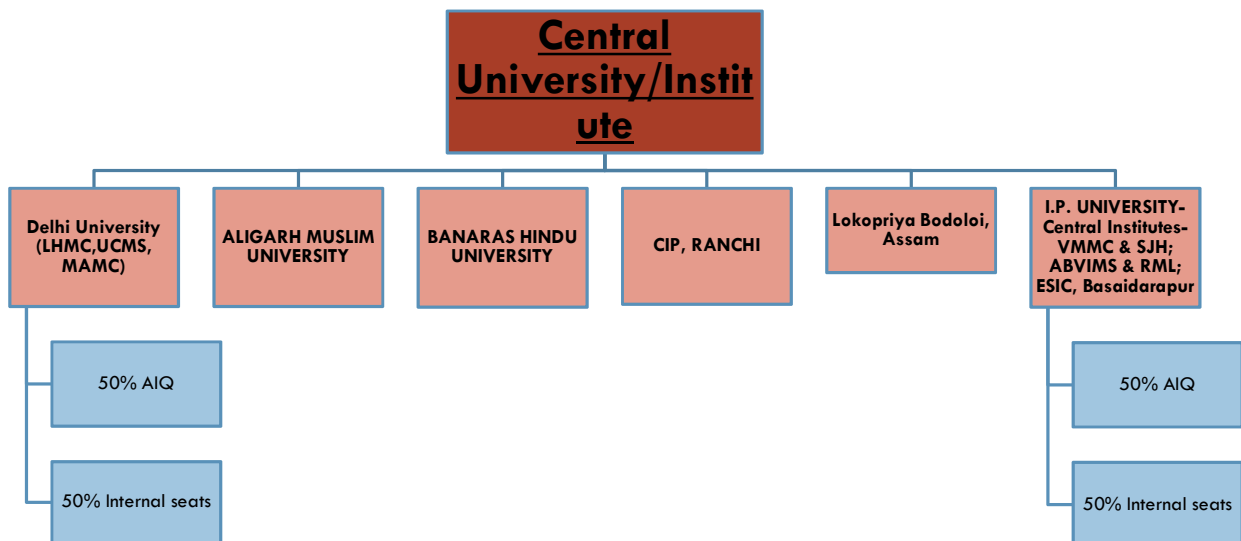 Central
University/Instit
ute
Delhi University
(LHMC,UCMS,
MAMC)
ALIGARH MUSLIM
UNIVERSITY
BANARAS HINDU
UNIVERSITY
CIP, RANCHI
Lokopriya Bodoloi,
Assam
I.P. UNIVERSITY-
Central Institutes-
VMMC & SJH;
ABVIMS & RML;
ESIC, Basaidarapur
50% AIQ
50% Internal seats
50% AIQ
50% Internal seats